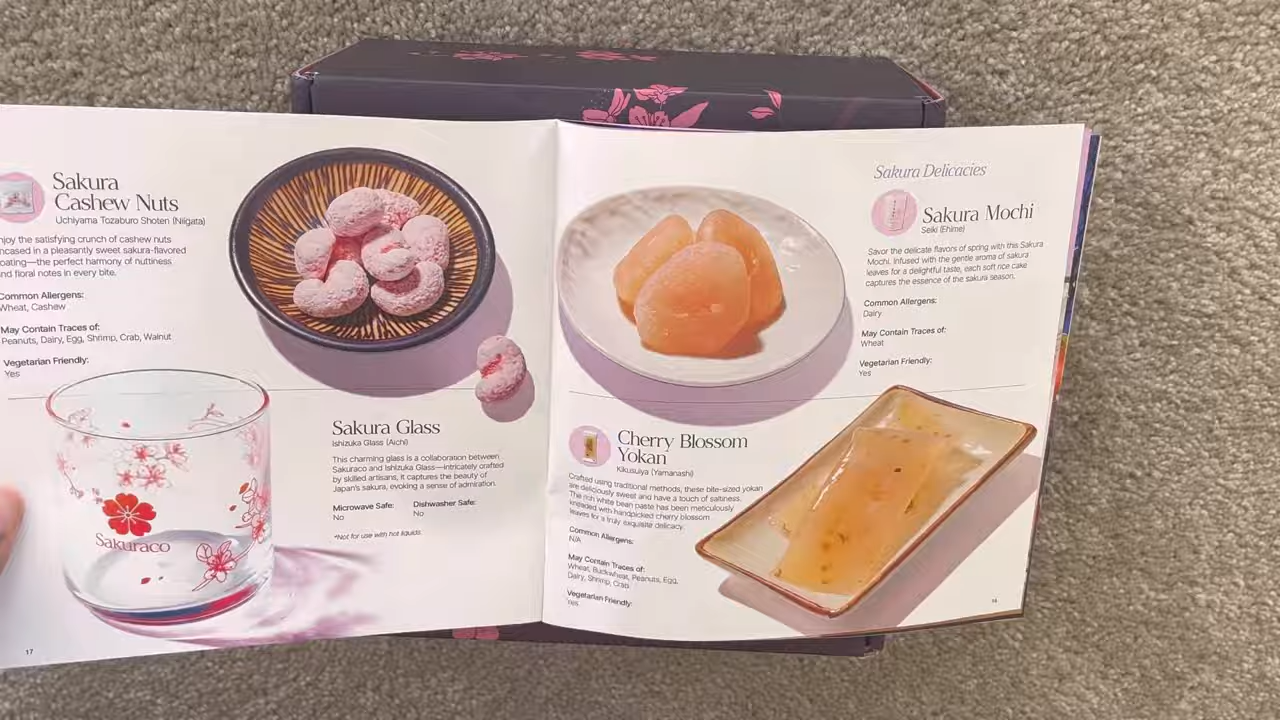 Sakura
Cashew Nuts
Uchiyama Tozaburo Shoten (Niigata)
njoy the satisfying crunch of cashew nuts
ncased in a pleasantly sweet sakura-flavored
oating—the perfect harmony of nuttiness
nd floral notes in every bite.
Common Allergens:
Wheat, Cashew
May Contain Traces of:
Peanuts, Dairy, Egg, Shrimp, Crab, Walnut
Vegetarian Friendly:
Yes
Sakuraco
Sakura Glass
Ishizuka Glass (Aichi)
This charming glass is a collaboration between
Sakuraco and Ishizuka Glass—intricately crafted
by skilled artisans, it captures the beauty of
Japan's sakura, evoking a sense of admiration.
Microwave Safe:
No
Dishwasher Safe:
No
*Not for use with hot liquids.
17
Sakura Delicacies
Sakura Mochi
Seiki (Ehime)
Savor the delicate flavors of spring with this Sakura
Mochi. Infused with the gentle aroma of sakura
leaves for a delightful taste, each soft rice cake
captures the essence of the sakura season.
Common Allergens:
Dairy
May Contain Traces of:
Wheat
Vegetarian Friendly:
Yes
Cherry Blossom
Yokan
Kikusuiya (Yamanashi)
Crafted using traditional methods, these bite-sized yokan
are deliciously sweet and have a touch of saltiness.
The rich white bean paste has been meticulously
kneaded with handpicked cherry blossom
leaves for a truly exquisite delicacy.
Common Allergens:
N/A
May Contain Traces of:
Wheat, Buckwheat, Peanuts, Egg,
Dairy, Shrimp, Crab
Vegetarian Friendly:
Yes
16